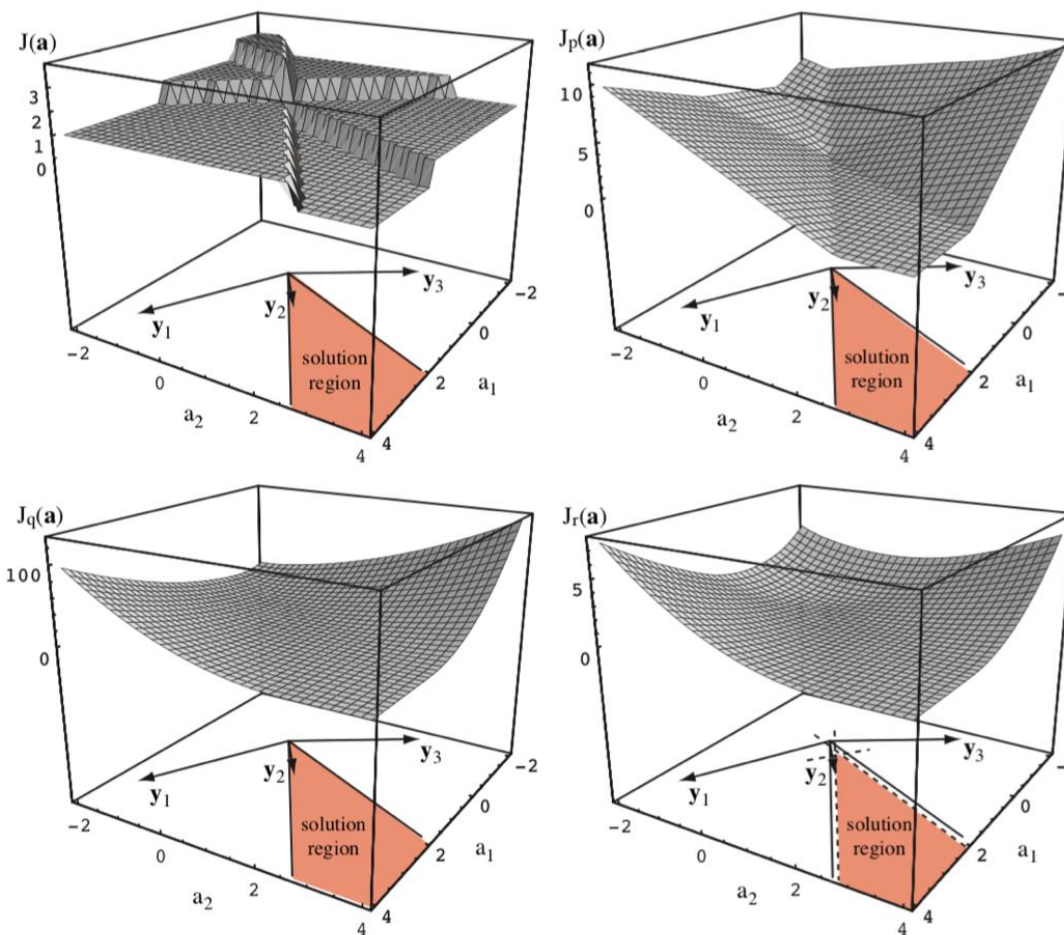 J(a)
3
2
1
0
y1
y2
y3
solution
region
-2
0
2
4
a2
4
2
0
-2
a1
Jp(a)
10
5
0
y1
y2
y3
solution
region
-2
0
2
4
a2
4
2
0
a1
Jq(a)
100
0
y1
y2
y3
solution
region
-2
0
2
4
a2
4
2
0
-2
a1
Jr(a)
5
0
y1
y2
y3
solution
region
-2
0
2
4
a2
4
2
0
a1